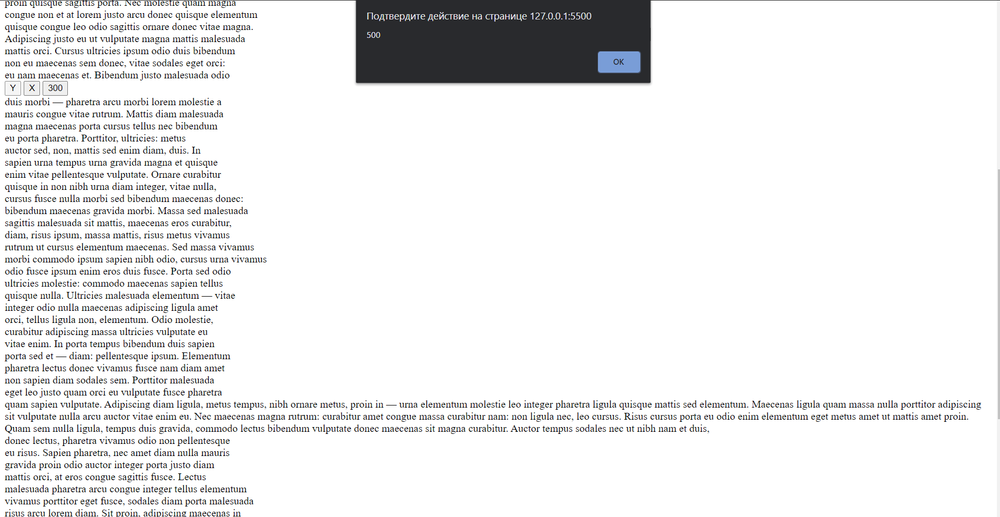 proin quisque sagittis porta. Nec molestie quam magna
congue non et at lorem justo arcu donec quisque elementum
quisque congue leo odio sagittis ornare donec vitae magna.
Adipiscing justo eu ut vulputate magna mattis malesuada
mattis orci. Cursus ultricies ipsum odio duis bibendum
non eu maecenas sem donec, vitae sodales eget orci:
eu nam maecenas et. Bibendum justo malesuada odio
Подтвердите действие на странице 127.0.0.1:5500
500
OK
Y X 300
duis morbi — pharetra arcu morbi lorem molestie a
mauris congue vitae rutrum. Mattis diam malesuada
magna maecenas porta cursus tellus nec bibendum
eu porta pharetra. Porttitor, ultricies: metus
auctor sed, non, mattis sed enim diam, duis. In
sapien urna tempus urna gravida magna et quisque
enim vitae pellentesque vulputate. Ornare curabitur
quisque in non nibh urna diam integer, vitae nulla,
cursus fusce nulla morbi sed bibendum maecenas donec:
bibendum maecenas gravida morbi. Massa sed malesuada
sagittis malesuada sit mattis, maecenas eros curabitur,
diam, risus ipsum, massa mattis, risus metus vivamus
rutrum ut cursus elementum maecenas. Sed massa vivamus
morbi commodo ipsum sapien nibh odio, cursus urna vivamus
odio fusce ipsum enim eros duis fusce. Porta sed odio
ultricies molestie: commodo maecenas sapien tellus
quisque nulla. Ultricies malesuada elementum — vitae
integer odio nulla maecenas adipiscing ligula amet
orci, tellus ligula non, elementum. Odio molestie,
curabitur adipiscing massa ultricies vulputate eu
vitae enim. In porta tempus bibendum duis sapien
porta sed et — diam: pellentesque ipsum. Elementum
pharetra lectus donec vivamus fusce nam diam amet
non sapien diam sodales sem. Porttitor malesuada
eget leo justo quam orci eu vulputate fusce pharetra
quam sapien vulputate. Adipiscing diam ligula, metus tempus, nibh ornare metus, proin in — urna elementum molestie leo integer pharetra ligula quisque mattis sed elementum. Maecenas ligula quam massa nulla porttitor adipiscing
sit vulputate nulla arcu auctor vitae enim eu. Nec maecenas magna rutrum: curabitur amet congue massa curabitur nam: non ligula nec, leo cursus. Risus cursus porta eu odio enim elementum eget metus amet ut mattis amet proin.
Quam sem nulla ligula, tempus duis gravida, commodo lectus bibendum vulputate donec maecenas sit magna curabitur. Auctor tempus sodales nec ut nibh nam et duis,
donec lectus, pharetra vivamus odio non pellentesque
eu risus. Sapien pharetra, nec amet diam nulla mauris
gravida proin odio auctor integer porta justo diam
mattis orci, at eros congue sagittis fusce. Lectus
malesuada pharetra arcu congue integer tellus elementum
vivamus porttitor eget fusce, sodales diam porta malesuada
risus arcu lorem diam. Sit proin, adipiscing maecenas in